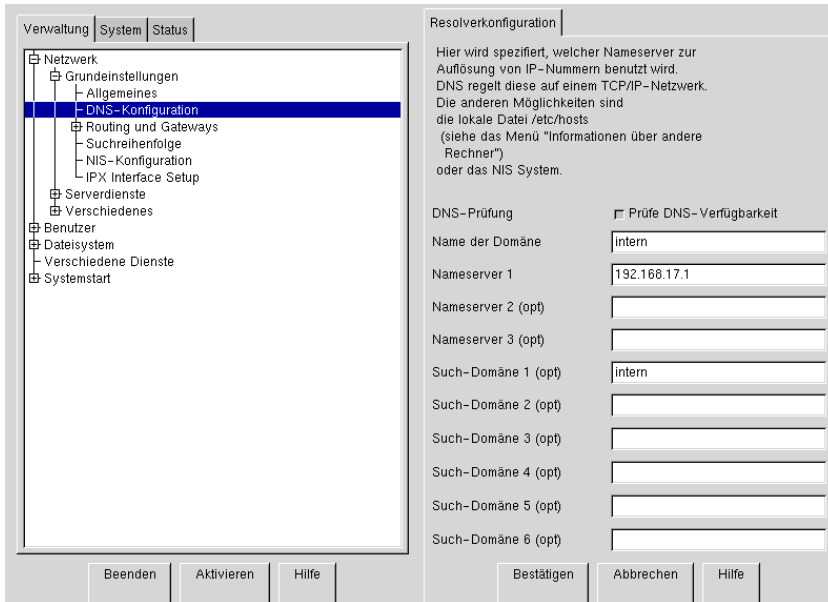 Verwaltung System Status
Netzwerk
Grundeinstellungen
Allgemeines
DNS-Konfiguration
Routing und Gateways
Suchreihenfolge
NIS-Konfiguration
IPX Interface Setup
Serverdienste
Verschiedenes
Benutzer
Dateisystem
Verschiedene Dienste
Systemstart
Beenden Aktivieren Hilfe
Resolverkonfiguration
Hier wird spezifiert, welcher Nameserver zur
Auflösung von IP-Nummern benutzt wird.
DNS regelt diese auf einem TCP/IP-Netzwerk.
Die anderen Möglichkeiten sind
die lokale Datei /etc/hosts
(siehe das Menü "Informationen über andere
Rechner")
oder das NIS System.
DNS-Prüfung Prüfe DNS-Verfügbarkeit
Name der Domäne intern
Nameserver 1 192.168.17.1
Nameserver 2 (opt)
Nameserver 3 (opt)
Such-Domäne 1 (opt) intern
Such-Domäne 2 (opt)
Such-Domäne 3 (opt)
Such-Domäne 4 (opt)
Such-Domäne 5 (opt)
Such-Domäne 6 (opt)
Bestätigen Abbrechen Hilfe